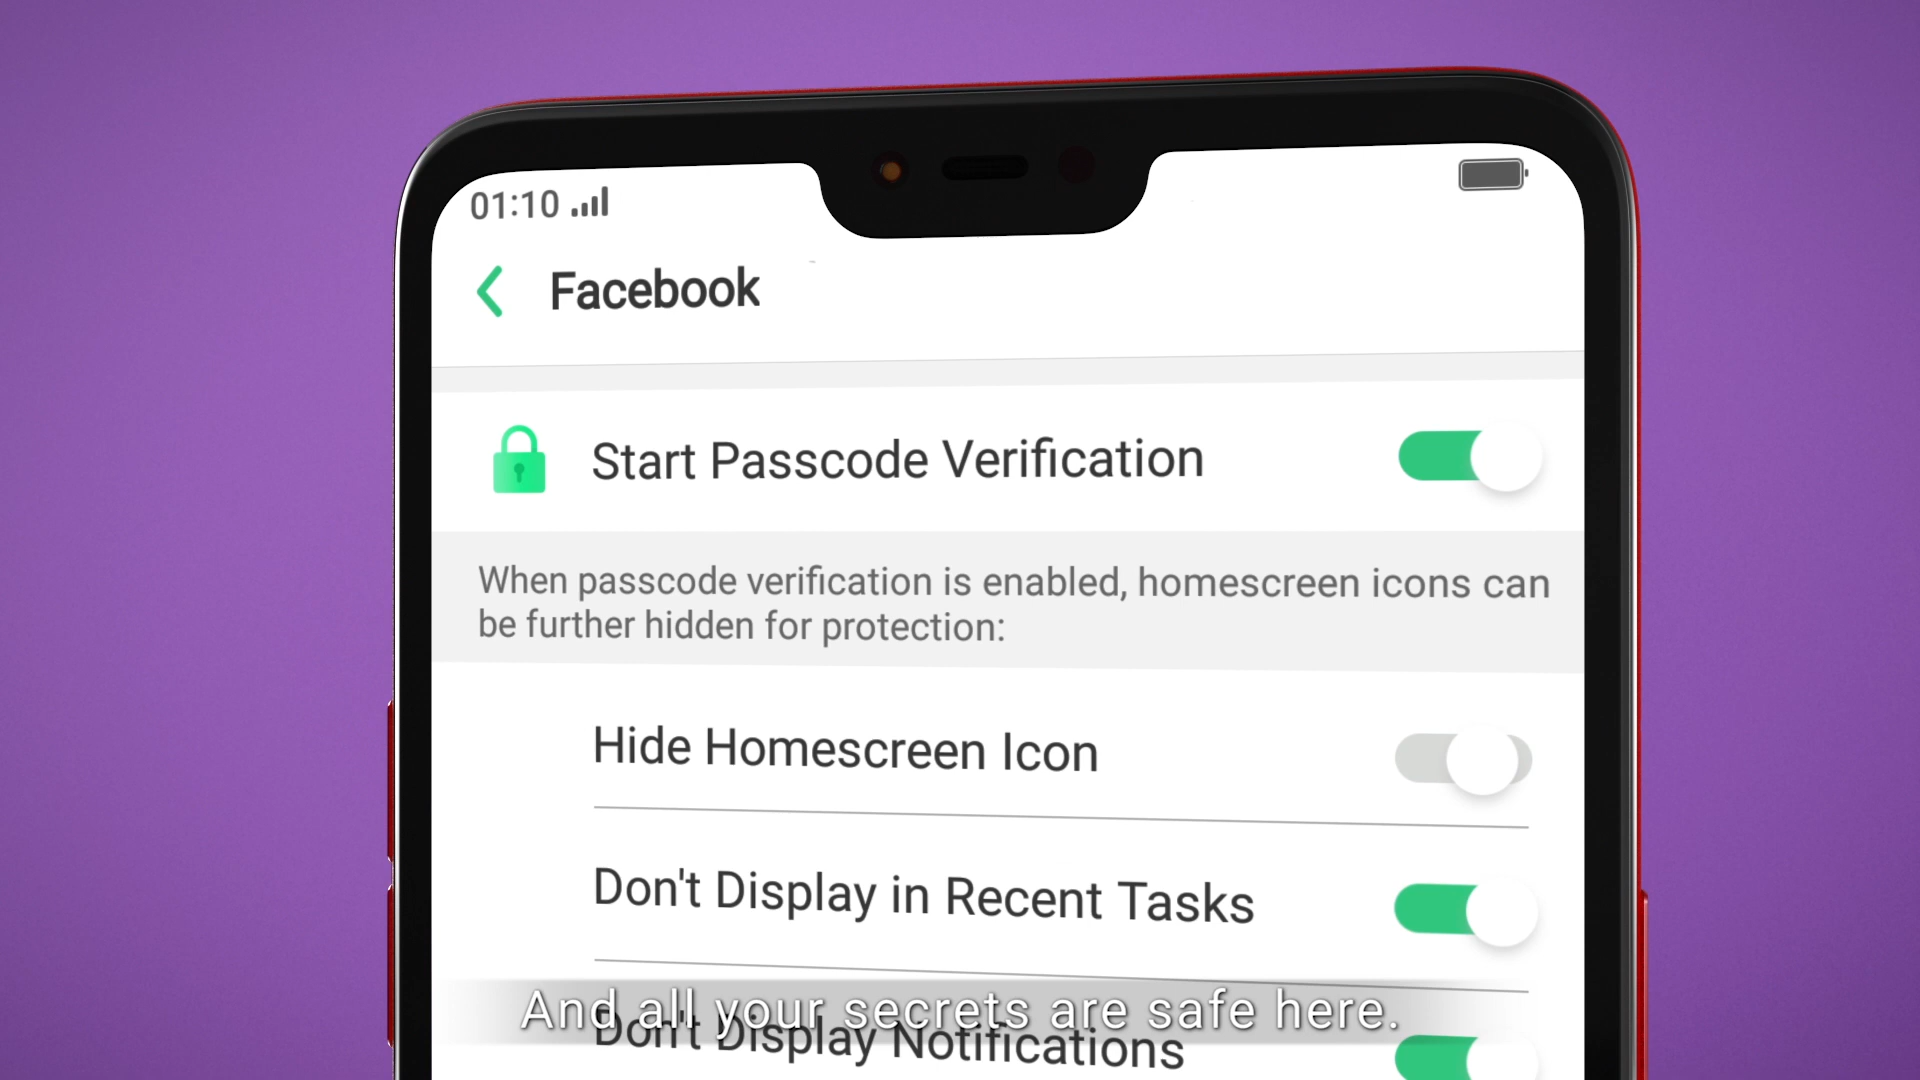 01:10
Facebook
Start Passcode Verification
When passcode verification is enabled, homescreen icons can
be further hidden for protection:
Hide Homescreen Icon
Don't Display in Recent Tasks
And all your secrets are safe here.
Don't Display Notifications